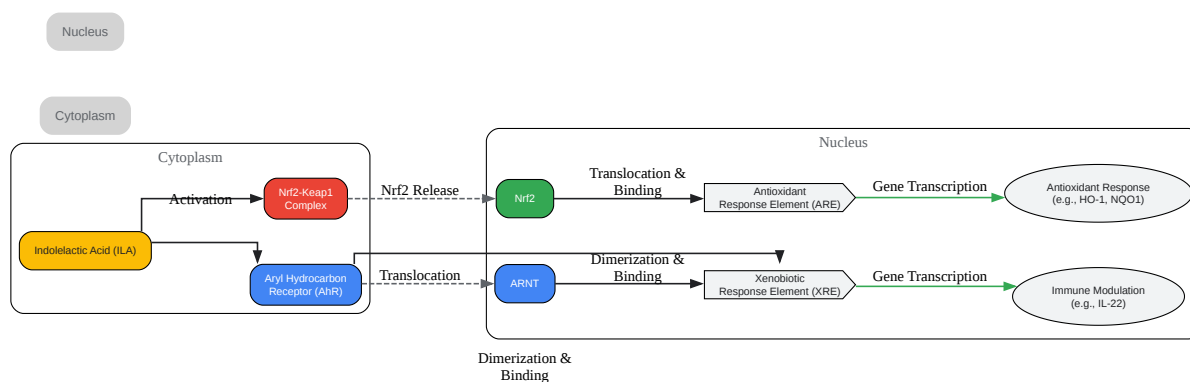 Nucleus
Cytoplasm
Cytoplasm
Nucleus
Nrf2-Keap1
Complex
Activation
Nrf2 Release
Nrf2
Translocation &
Binding
Antioxidant
Response Element (ARE)
Gene Transcription
Antioxidant Response
(e.g., HO-1, NQO1)
Indolelactic Acid (ILA)
Aryl Hydrocarbon
Receptor (AhR)
Translocation
ARNT
Dimerization &
Binding
Xenobiotic
Response Element (XRE)
Gene Transcription
Immune Modulation
(e.g., IL-22)
Dimerization &
Binding